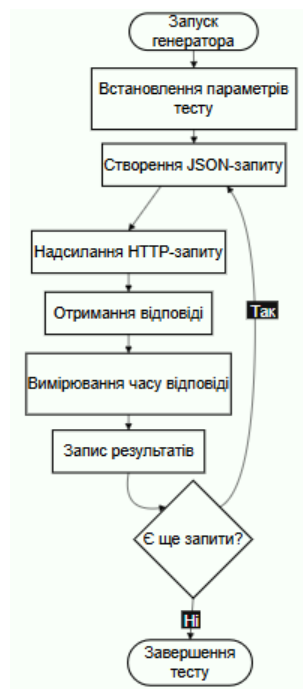 Запуск
генератора
Встановлення параметрів
тесту
Створення JSON-запиту
Надсилання HTTP-запиту
Отримання відповіді
Так
Вимірювання часу відповіді
Запис результатів
Є ще запити?
Ні
Завершення
тесту